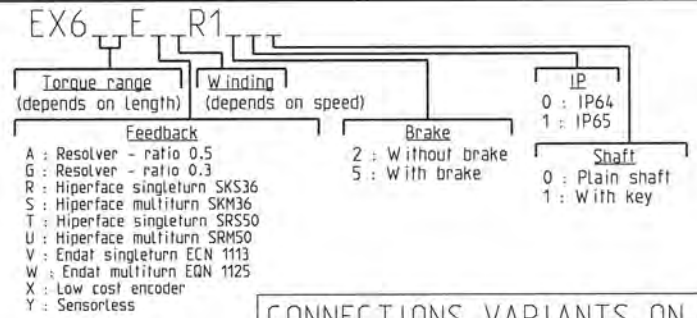 EX6__E__R1___
Torque range
(depends on length)
Winding
(depends on speed)
IP
0 : IP64
1 : IP65
Feedback
A : Resolver - ratio 0.5
G : Resolver - ratio 0.3
R : Hiperface singleturn SKS36
S : Hiperface multiturn SKM36
T : Hiperface singleturn SRS50
U : Hiperface multiturn SRM50
V : Endat singleturn ECN 1113
W : Endat multiturn EQN 1125
X : Low cost encoder
Y : Sensorless
Brake
2 : Without brake
5 : With brake
Shaft
0 : Plain shaft
1 : With key
CONNECTIONS VARIANTS ON